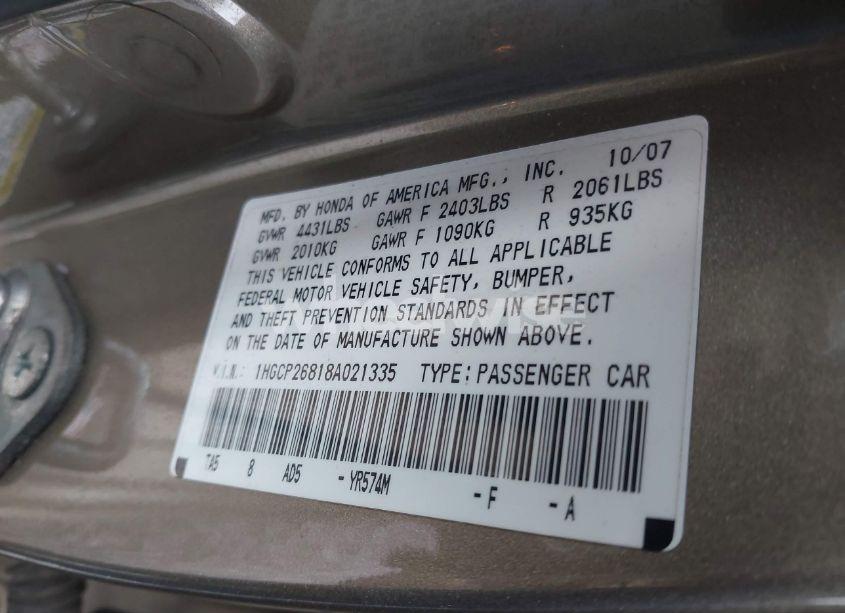 MFD. BY HONDA OF AMERICA MFG., INC. 10/07
GVWR 4431LBS GAWR F 2403LBS R 2061LBS
GVWR 2010KG GAWR F 1090KG R 935KG
THIS VEHICLE CONFORMS TO ALL APPLICABLE
FEDERAL MOTOR VEHICLE SAFETY, BUMPER,
AND THEFT PREVENTION STANDARDS IN EFFECT
ON THE DATE OF MANUFACTURE SHOWN ABOVE.
V.I.N.: 1HGCP26818A021335 TYPE:PASSENGER CAR
TA5 8 AD5 -YR574M -F -A